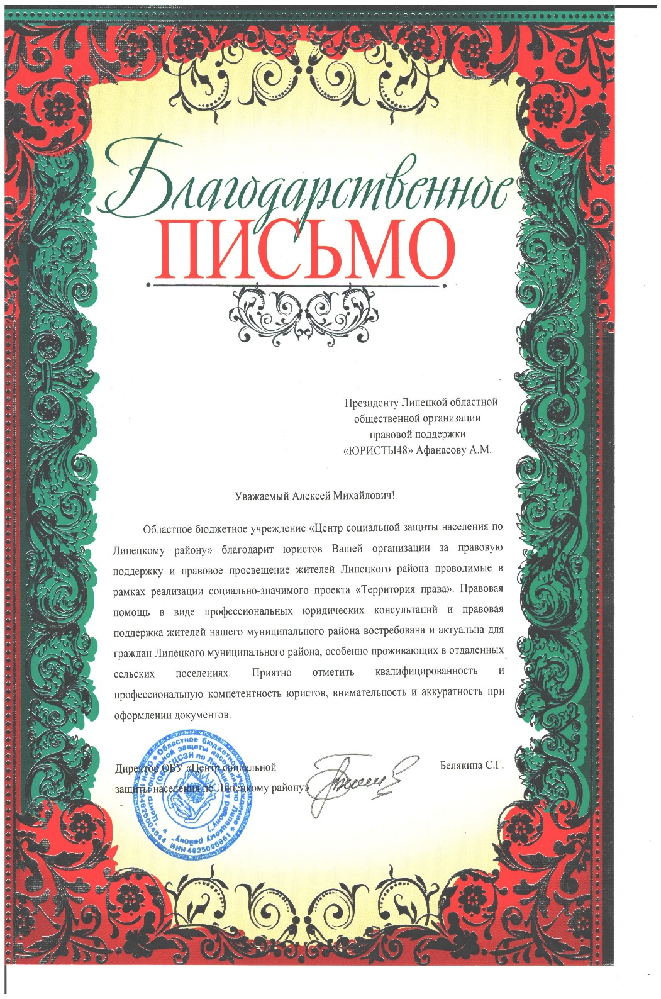 Благодарственное
ПИСЬМО
Президенту Липецкой областной
общественной организации
правовой поддержки
«ЮРИСТЫ48» Афанасову А.М.
Уважаемый Алексей Михайлович!
Областное бюджетное учреждение «Центр социальной защиты населения по
Липецкому району» благодарит юристов Вашей организации за правовую
поддержку и правовое просвещение жителей Липецкого района проводимые в
рамках реализации социально-значимого проекта «Территория права». Правовая
помощь в виде профессиональных юридических консультаций и правовая
поддержка жителей нашего муниципального района востребована и актуальна для
граждан Липецкого муниципального района, особенно проживающих в отдаленных
сельских поселениях. Приятно отметить квалифицированность и
профессиональную компетентность юристов, внимательность и аккуратность при
оформлении документов.
Директор ОБУ «Центр социальной
защиты населения по Липецкому району»
Белякина С.Г.
Областное бюджетное учреждение
"Центр социальной защиты населения по Липецкому району"
(ОБУ "ЦСЗН по Липецкому району")
ИНН 4825096861